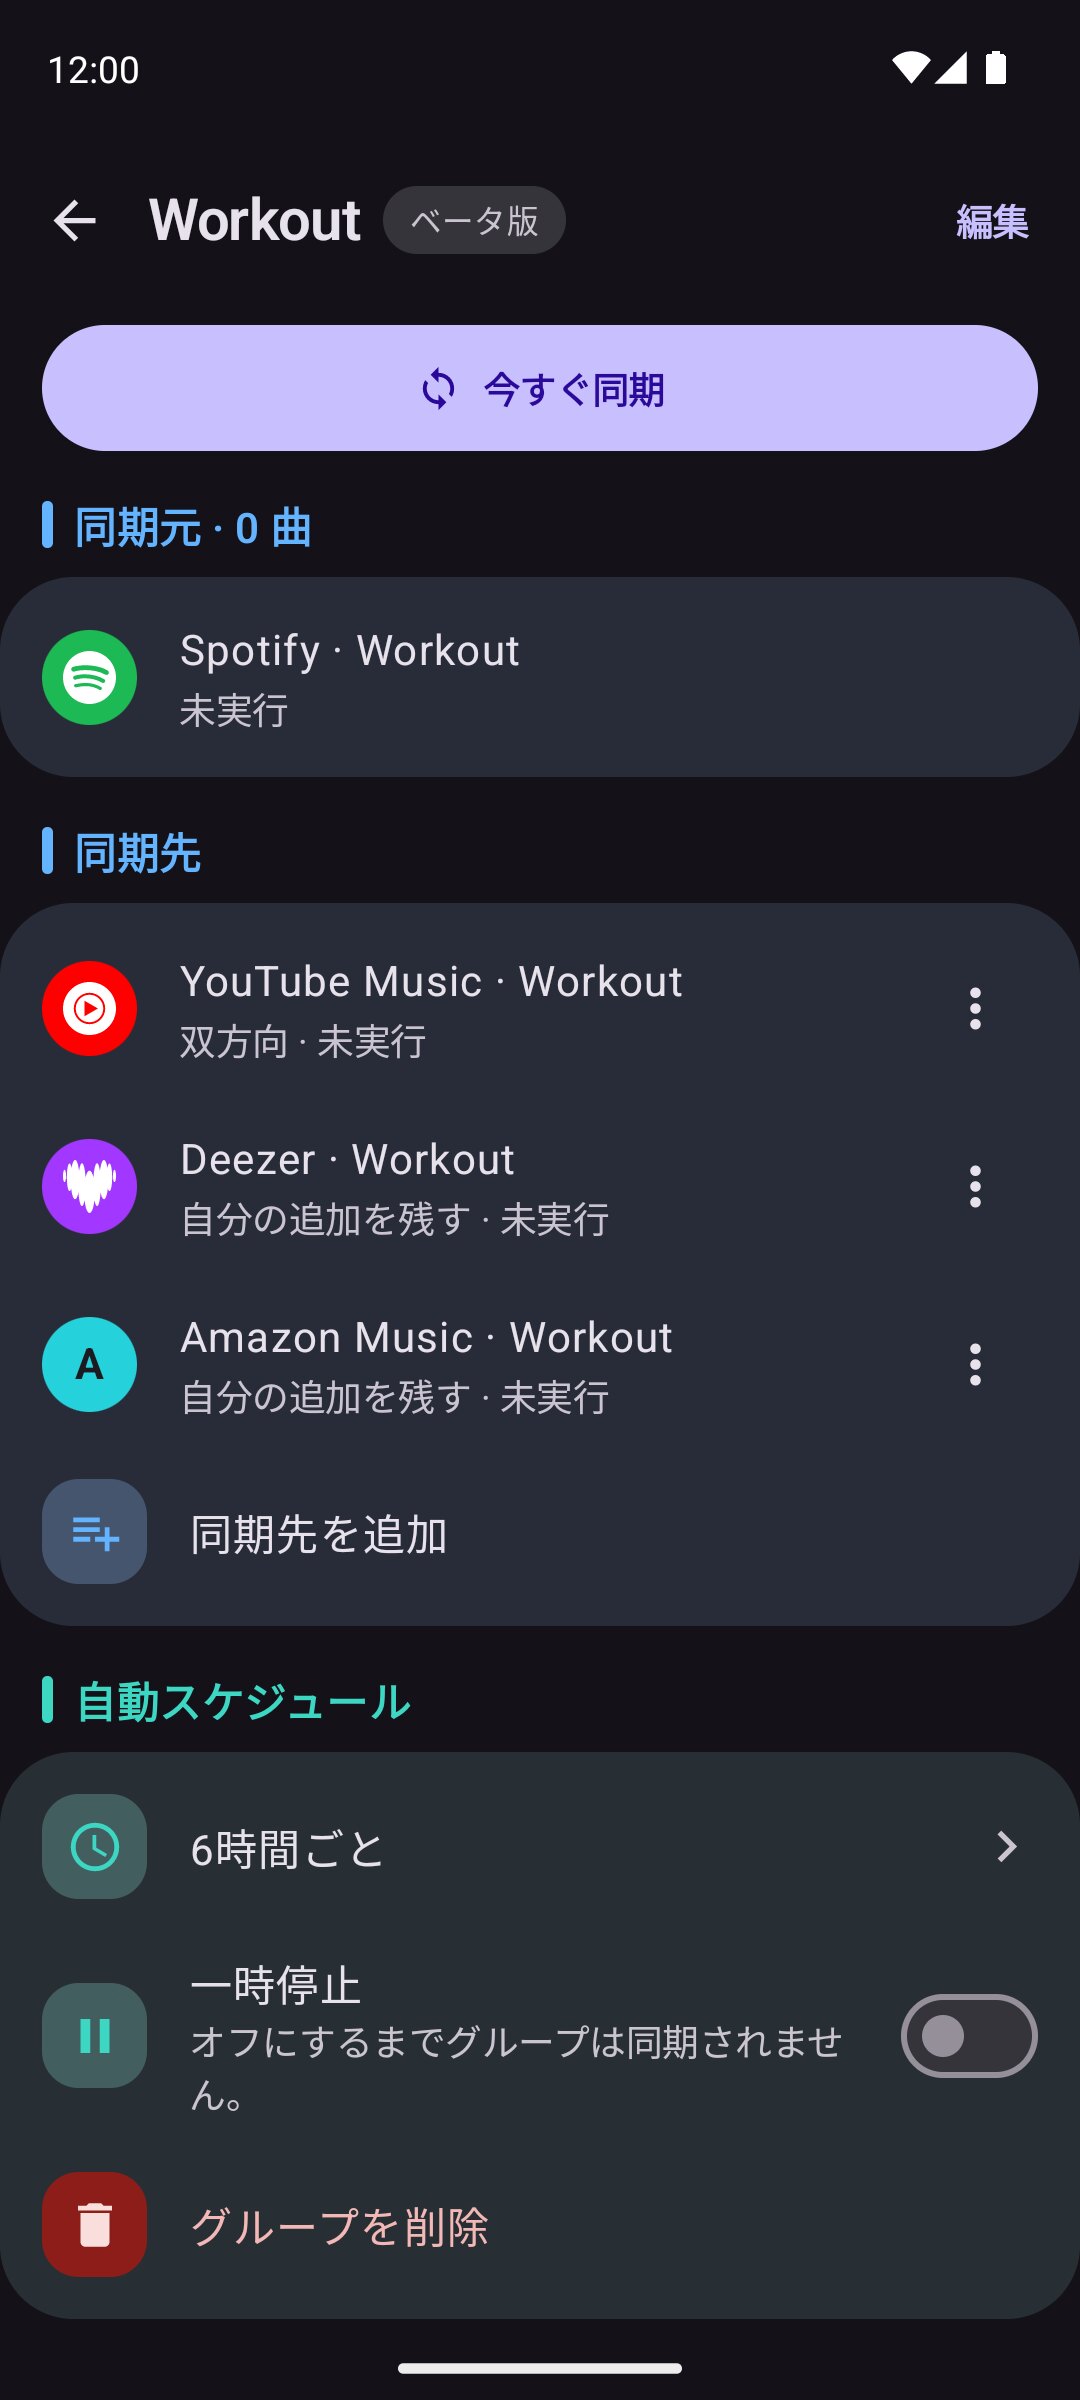 12:00
Workout
ベータ版
編集
今すぐ同期
同期元 · 0 曲
Spotify · Workout
未実行
同期先
YouTube Music · Workout
双方向 · 未実行
Deezer · Workout
自分の追加を残す · 未実行
A
Amazon Music · Workout
自分の追加を残す · 未実行
同期先を追加
自動スケジュール
6時間ごと
一時停止
オフにするまでグループは同期されませ
ん。
グループを削除